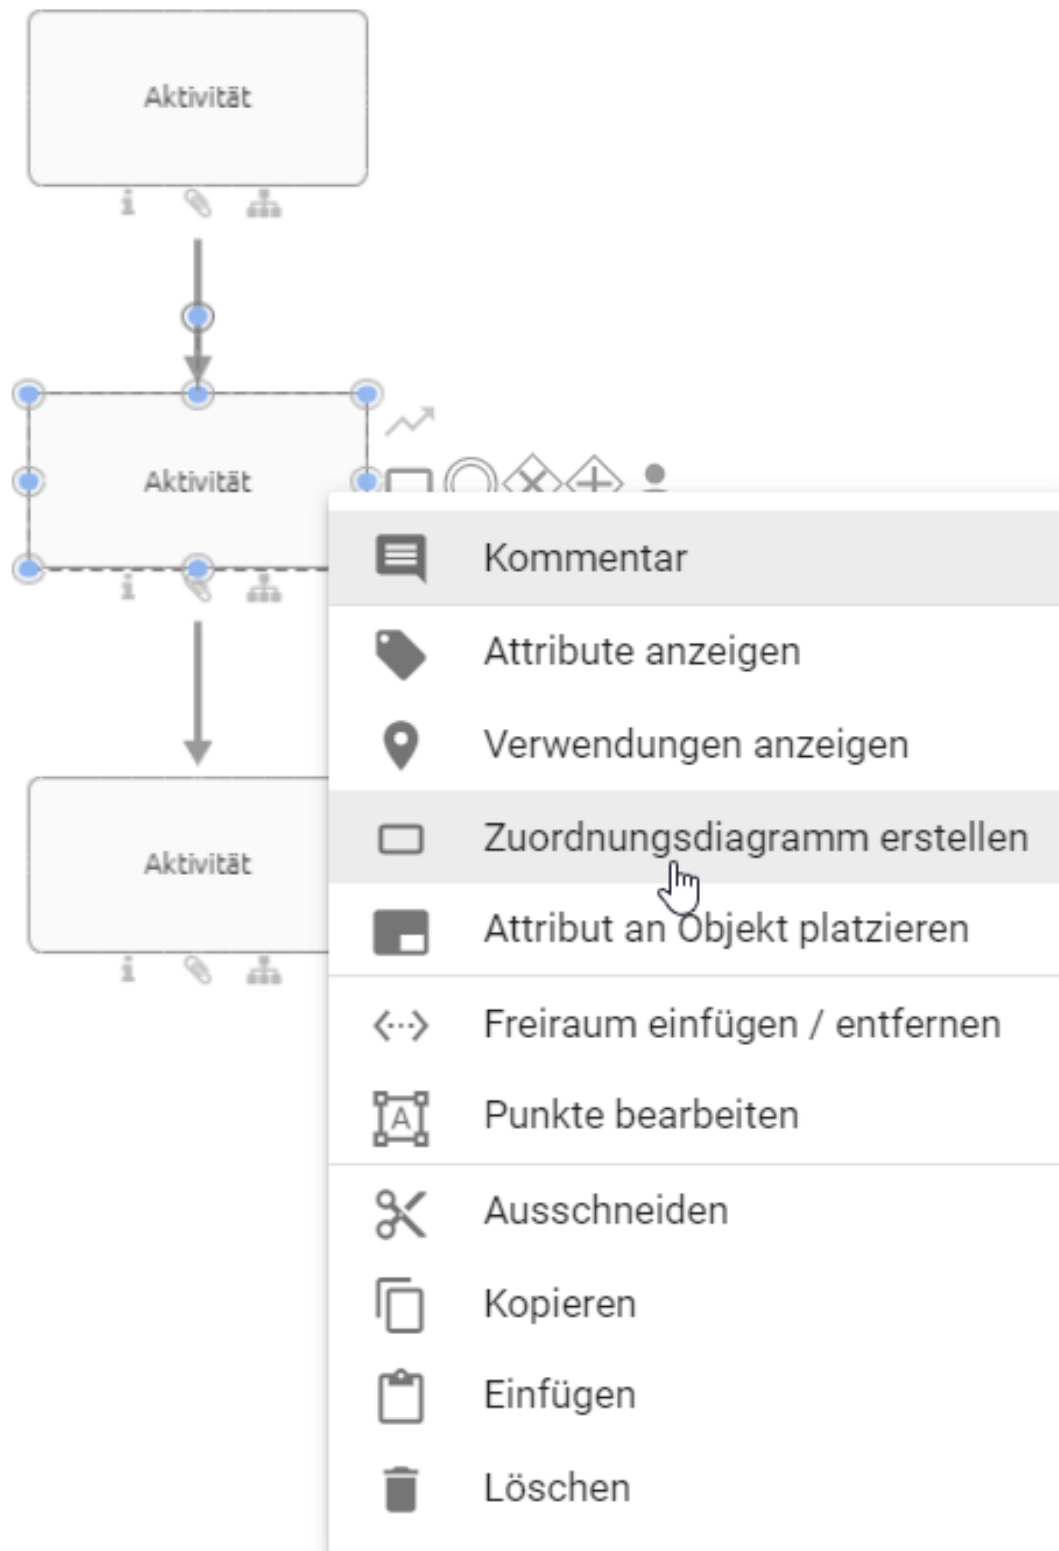 Aktivität
Aktivität
Kommentar
Attribute anzeigen
Verwendungen anzeigen
Aktivität
Zuordnungsdiagramm erstellen
Attribut an Objekt platzieren
Freiraum einfügen / entfernen
Punkte bearbeiten
Ausschneiden
Kopieren
Einfügen
Löschen